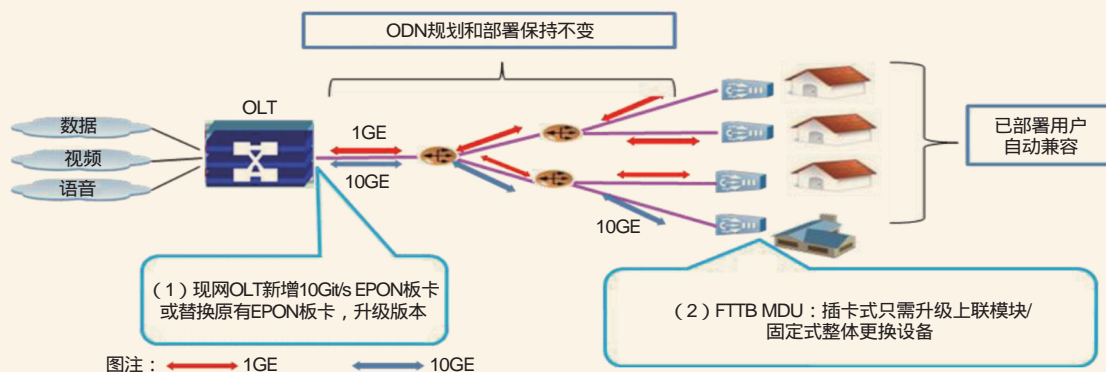 ODN规划和部署保持不变
OLT
数据
视频
语音
1GE
10GE
10GE
已部署用户
自动兼容
(1)现网OLT新增10Git/s EPON板卡
或替换原有EPON板卡,升级版本
(2)FTTB MDU:插卡式只需升级上联模块/
固定式整体更换设备
图注: 1GE 10GE